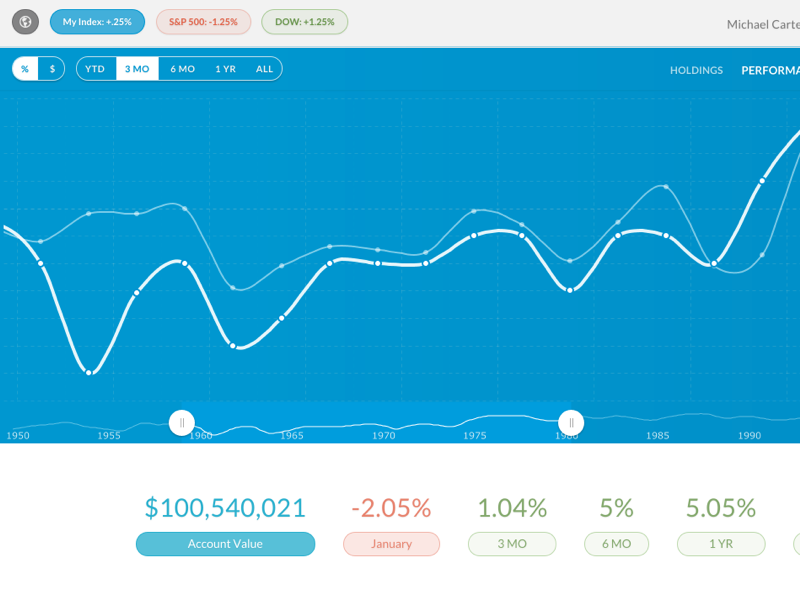 My Index: +.25%
S&P 500: -1.25%
DOW: +1.25%
Michael Carte
% $
YTD 3 MO 6 MO 1 YR ALL
HOLDINGS PERFORMA
1950 1955 1960 1965 1970 1975 1980 1985 1990
$100,540,021 -2.05% 1.04% 5% 5.05%
Account Value January 3 MO 6 MO 1 YR